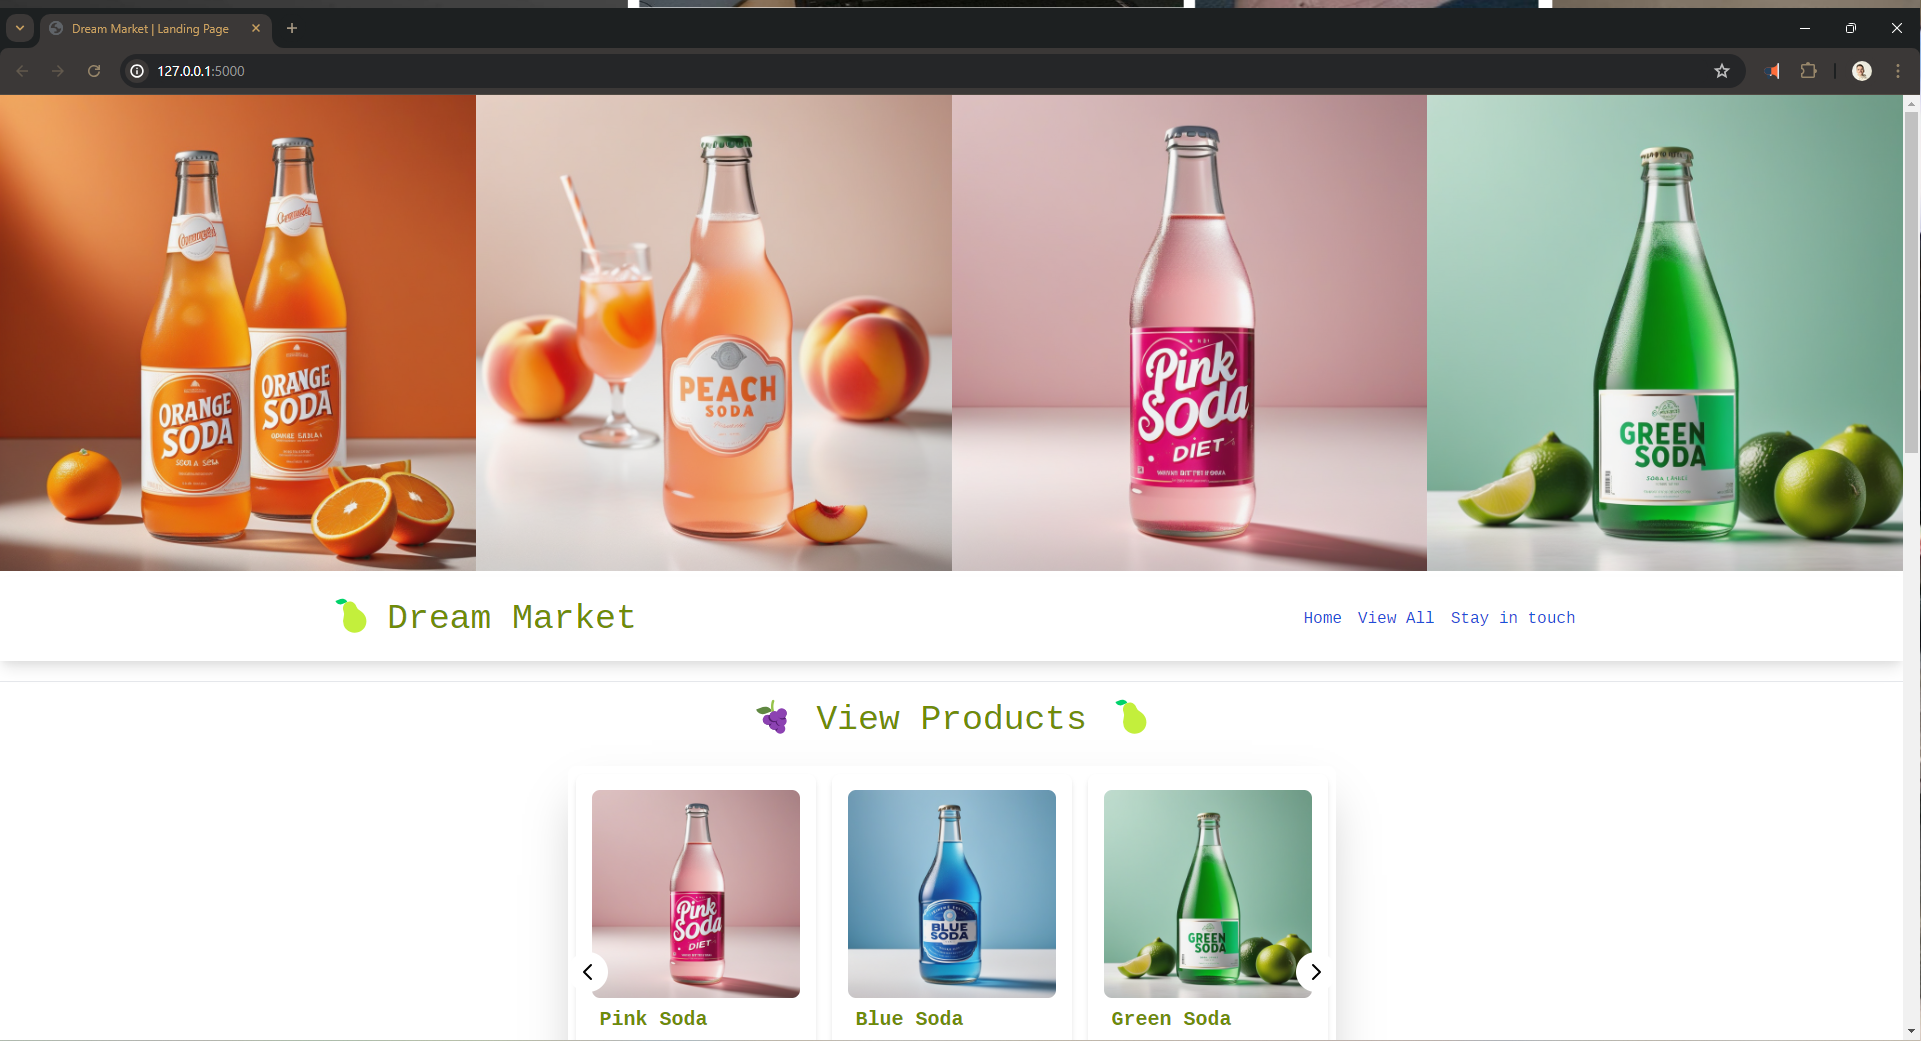 Dream Market | Landing Page
127.0.0.1:5000
ORANGE
SODA
ORANGE
SODA
PEACH
SODA
Pink
Soda
DIET
GREEN
SODA
Dream Market
Home View All Stay in touch
View Products
Pink
Soda
DIET
BLUE
SODA
GREEN
SODA
Pink Soda
Blue Soda
Green Soda